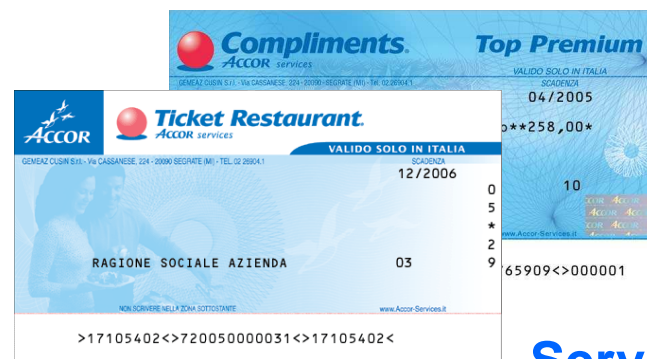 Compliments.
ACCOR services
Top Premium
GEMEAZ CUSIN S.r.l. - Via CASSANESE, 224 - 20090 - SEGRATE (MI) - Tel. 02.26904.1
VALIDO SOLO IN ITALIA
SCADENZA
04/2005
**258,00*
10
www.Accor-Services.it
65909<>000001
ACCOR
Ticket Restaurant.
ACCOR services
VALIDO SOLO IN ITALIA
GEMEAZ CUSIN S.r.l. - Via CASSANESE, 224 - 20090 SEGRATE (MI) - TEL. 02 26904.1
SCADENZA
12/2006
0
5
*
2
9
RAGIONE SOCIALE AZIENDA
03
NON SCRIVERE NELLA ZONA SOTTOSTANTE
www.Accor-Services.it
>17105402<>720050000031<>17105402<
Serv